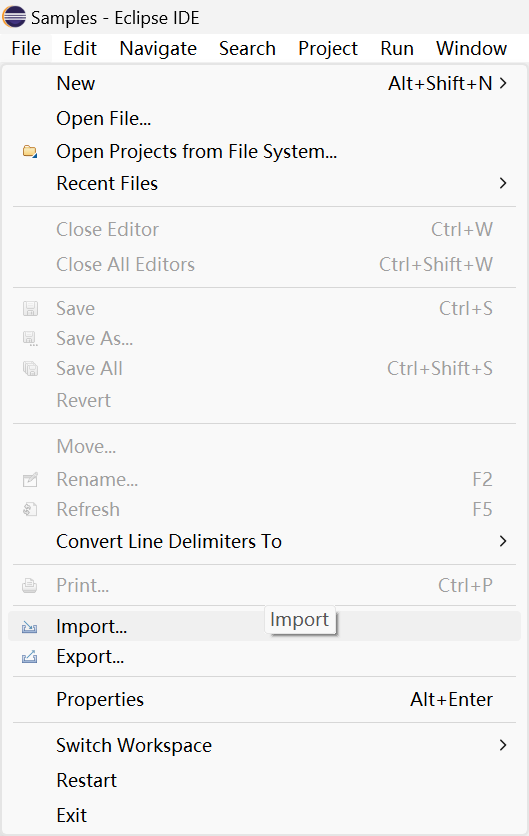 Samples - Eclipse IDE
File Edit Navigate Search Project Run Window
New Alt+Shift+N
Open File...
Open Projects from File System...
Recent Files
Close Editor Ctrl+W
Close All Editors Ctrl+Shift+W
Save Ctrl+S
Save As...
Save All Ctrl+Shift+S
Revert
Move...
Rename... F2
Refresh F5
Convert Line Delimiters To
Print... Ctrl+P
Import... Import
Export...
Properties Alt+Enter
Switch Workspace
Restart
Exit